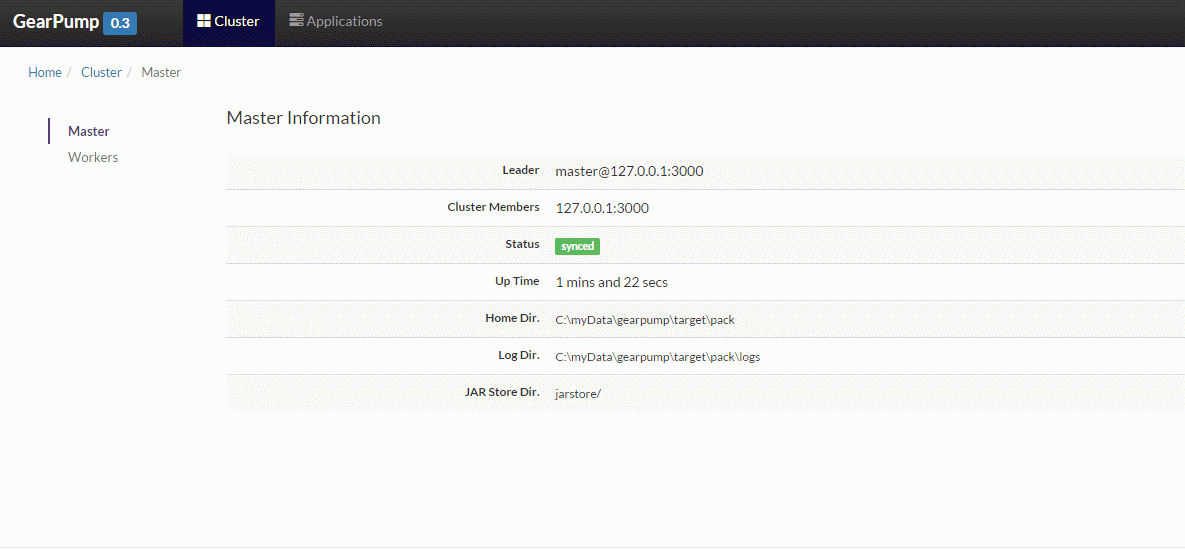 GearPump 0.3 Cluster Applications
Home / Cluster / Master
Master
Workers
Master Information
Leader master@127.0.0.1:3000
Cluster Members 127.0.0.1:3000
Status synced
Up Time 1 mins and 22 secs
Home Dir. C:\myData\gearpump\target\pack
Log Dir. C:\myData\gearpump\target\pack\logs
JAR Store Dir. jarstore/